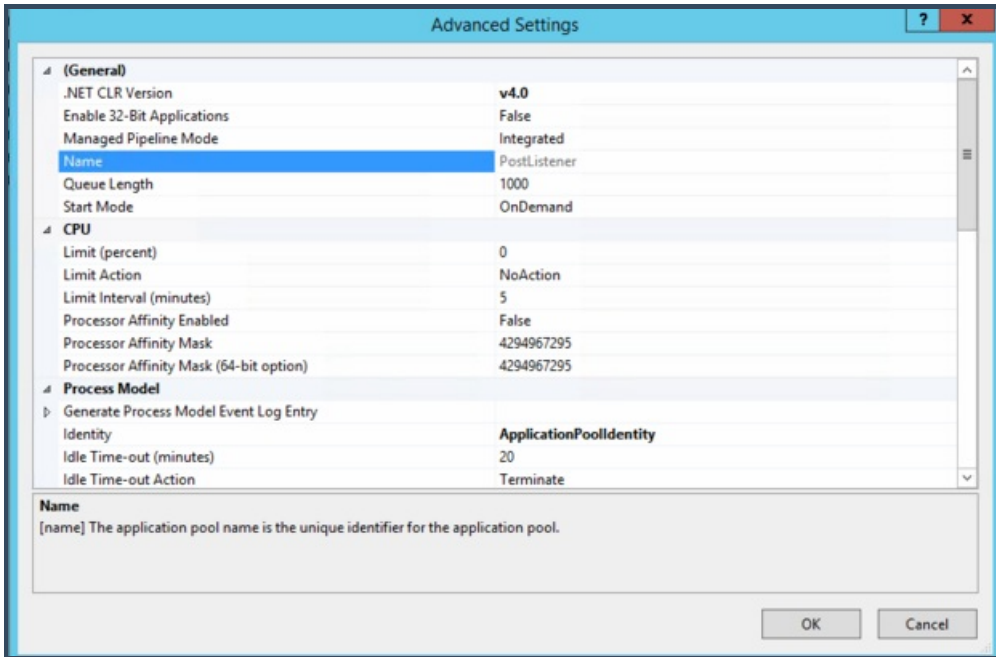 Advanced Settings
?
x
(General)
.NET CLR Version v4.0
Enable 32-Bit Applications False
Managed Pipeline Mode Integrated
Name PostListener
Queue Length 1000
Start Mode OnDemand
CPU
Limit (percent) 0
Limit Action NoAction
Limit Interval (minutes) 5
Processor Affinity Enabled False
Processor Affinity Mask 4294967295
Processor Affinity Mask (64-bit option) 4294967295
Process Model
Generate Process Model Event Log Entry
Identity ApplicationPoolIdentity
Idle Time-out (minutes) 20
Idle Time-out Action Terminate
Name
[name] The application pool name is the unique identifier for the application pool.
OK
Cancel